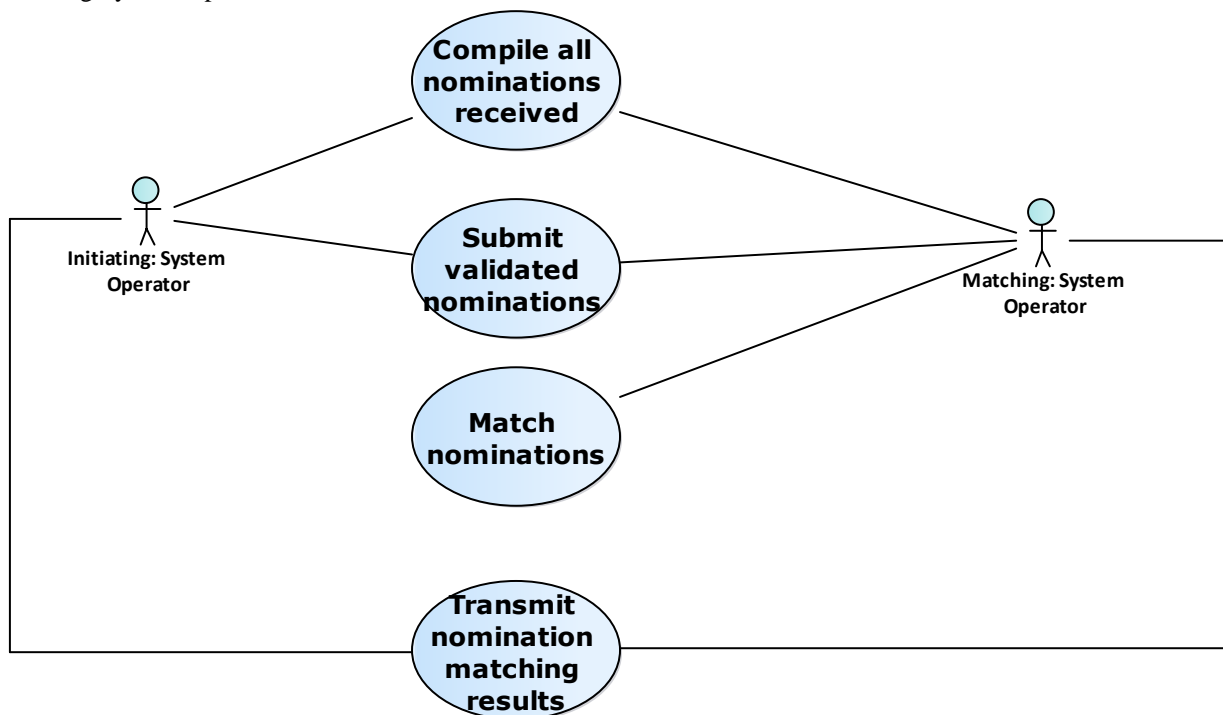 Compile all
nominations
received
Initiating: System
Operator
Submit
validated
nominations
Matching: System
Operator
Match
nominations
Transmit
nomination
matching
results